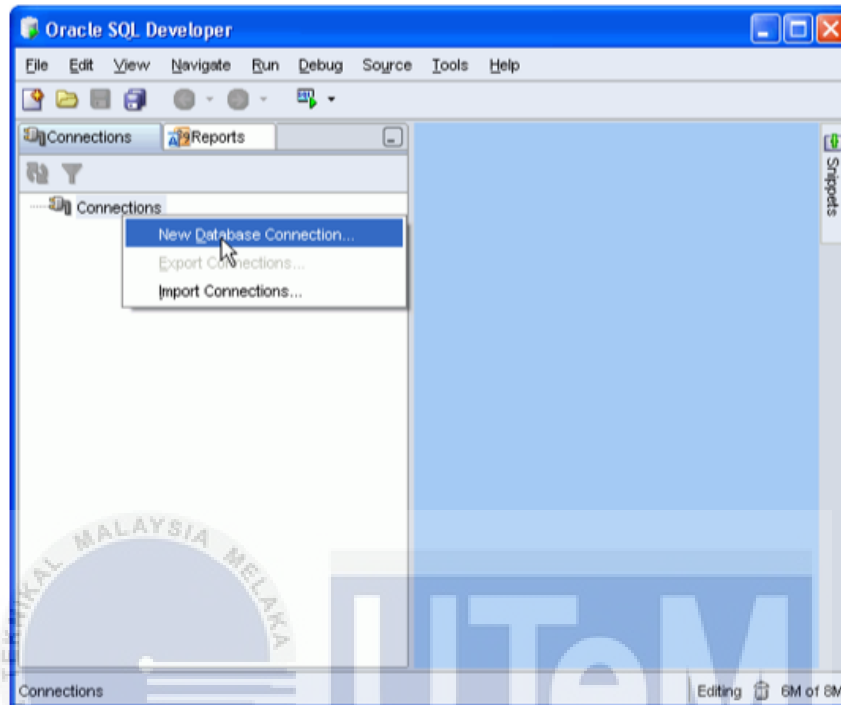 Oracle SQL Developer
File Edit View Navigate Run Debug Source Tools Help
Connections Reports
Connections
New Database Connection...
Export Connections...
Import Connections...
Snippets
TEKNIKAL MALAYSIA MELAKA
UTeM
Connections Editing 6M of 8M